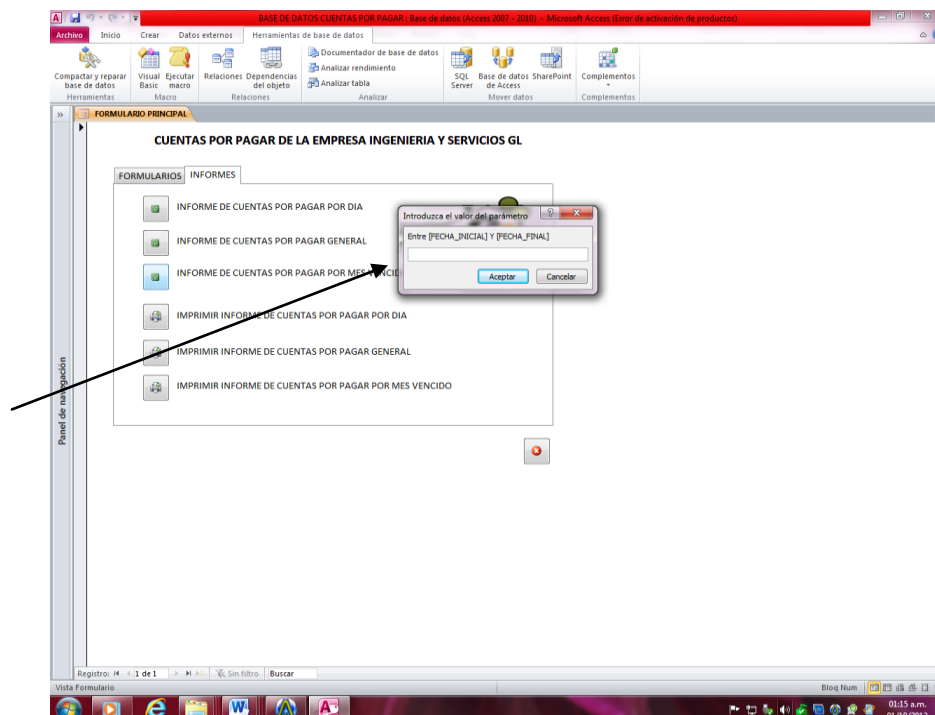 BASE DE DATOS CUENTAS POR PAGAR : Base de datos (Access 2007 - 2010) - Microsoft Access (Error de activación de productos)
Archivo Inicio Crear Datos externos Herramientas de base de datos
Compactar y reparar base de datos
Visual Basic
Ejecutar macro
Relaciones
Dependencias del objeto
Documentador de base de datos
Analizar rendimiento
Analizar tabla
SQL Server
Base de datos de Access
SharePoint
Complementos
Herramientas Macro Relaciones Analizar Mover datos Complementos
FORMULARIO PRINCIPAL
CUENTAS POR PAGAR DE LA EMPRESA INGENIERIA Y SERVICIOS GL
FORMULARIOS INFORMES
INFORME DE CUENTAS POR PAGAR POR DIA
INFORME DE CUENTAS POR PAGAR GENERAL
INFORME DE CUENTAS POR PAGAR POR MES
IMPRIMIR INFORME DE CUENTAS POR PAGAR POR DIA
IMPRIMIR INFORME DE CUENTAS POR PAGAR GENERAL
IMPRIMIR INFORME DE CUENTAS POR PAGAR POR MES VENCIDO
Introduzca el valor del parámetro
Entre [FECHA_INICIAL] Y [FECHA_FINAL]
Aceptar Cancelar
Panel de navegación
Registro: 1 de 1 Sin filtro Buscar
Vista Formulario
Bloq Num
01:15 a.m.